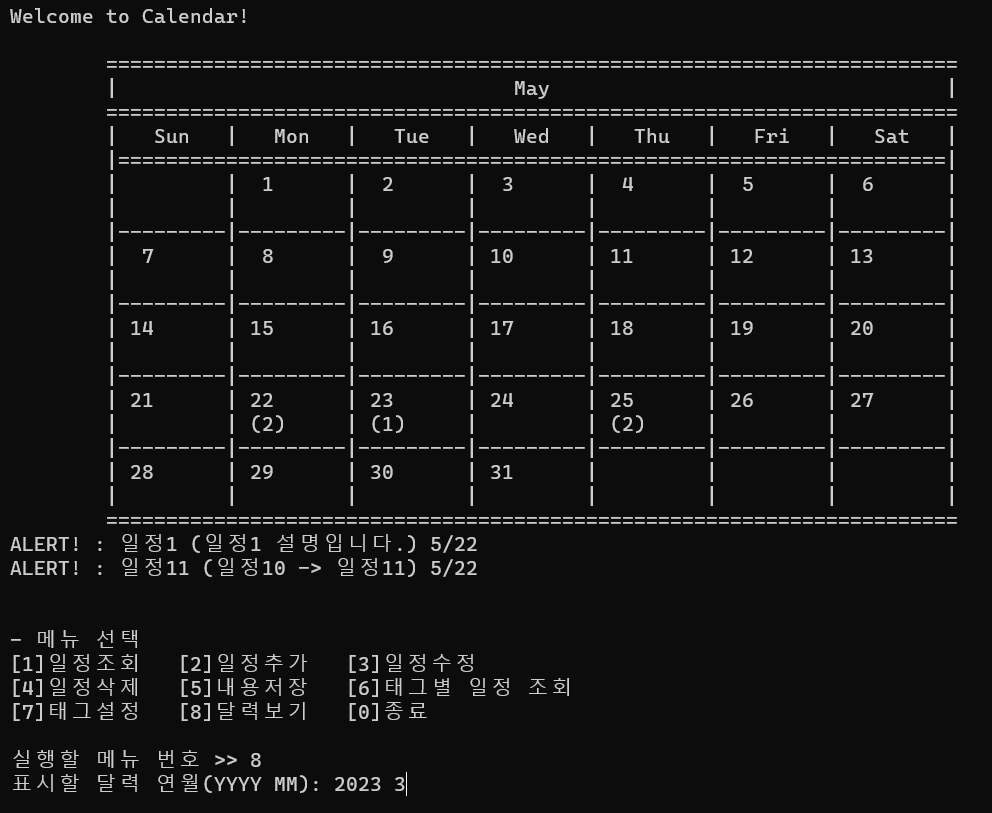 Welcome to Calendar!
=======================================================================
|                                 May                                 |
=======================================================================
|   Sun   |   Mon   |   Tue   |   Wed   |   Thu   |   Fri   |   Sat   |
|=====================================================================|
|         |  1      |  2      |  3      |  4      |  5      |  6      |
|         |         |         |         |         |         |         |
|---------|---------|---------|---------|---------|---------|---------|
|  7      |  8      |  9      | 10      | 11      | 12      | 13      |
|         |         |         |         |         |         |         |
|---------|---------|---------|---------|---------|---------|---------|
| 14      | 15      | 16      | 17      | 18      | 19      | 20      |
|         |         |         |         |         |         |         |
|---------|---------|---------|---------|---------|---------|---------|
| 21      | 22      | 23      | 24      | 25      | 26      | 27      |
|         | (2)     | (1)     |         | (2)     |         |         |
|---------|---------|---------|---------|---------|---------|---------|
| 28      | 29      | 30      | 31      |         |         |         |
|         |         |         |         |         |         |         |
=======================================================================
ALERT! : 일정1 (일정1 설명입니다.) 5/22
ALERT! : 일정11 (일정10 -> 일정11) 5/22
- 메뉴 선택
[1]일정조회   [2]일정추가   [3]일정수정
[4]일정삭제   [5]내용저장   [6]태그별 일정 조회
[7]태그설정   [8]달력보기   [0]종료
실행할 메뉴 번호 >> 8
표시할 달력 연월(YYYY MM): 2023 3